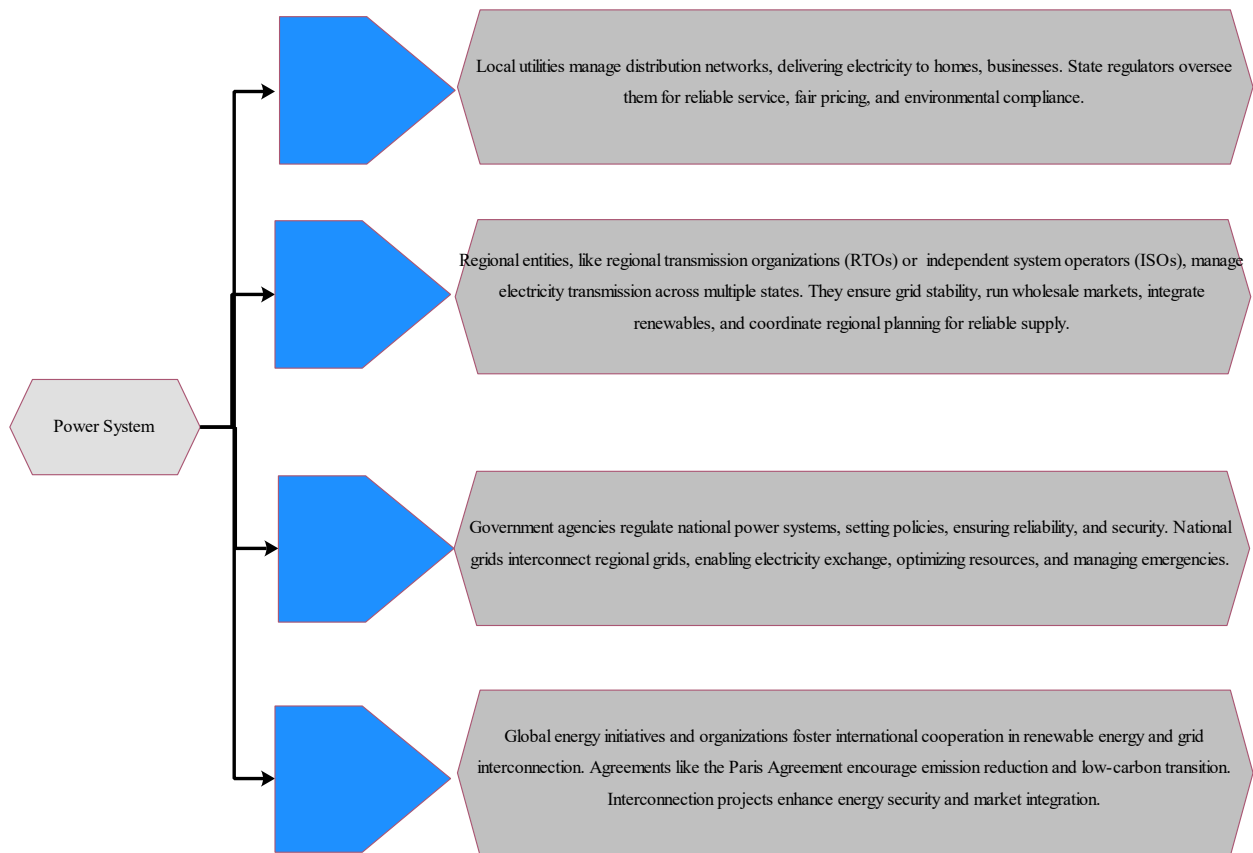 Local utilities manage distribution networks, delivering electricity to homes, businesses. State regulators oversee
them for reliable service, fair pricing, and environmental compliance.
Regional entities, like regional transmission organizations (RTOs) or independent system operators (ISOs), manage
electricity transmission across multiple states. They ensure grid stability, run wholesale markets, integrate
renewables, and coordinate regional planning for reliable supply.
Power System
Government agencies regulate national power systems, setting policies, ensuring reliability, and security. National
grids interconnect regional grids, enabling electricity exchange, optimizing resources, and managing emergencies.
Global energy initiatives and organizations foster international cooperation in renewable energy and grid
interconnection. Agreements like the Paris Agreement encourage emission reduction and low-carbon transition.
Interconnection projects enhance energy security and market integration.